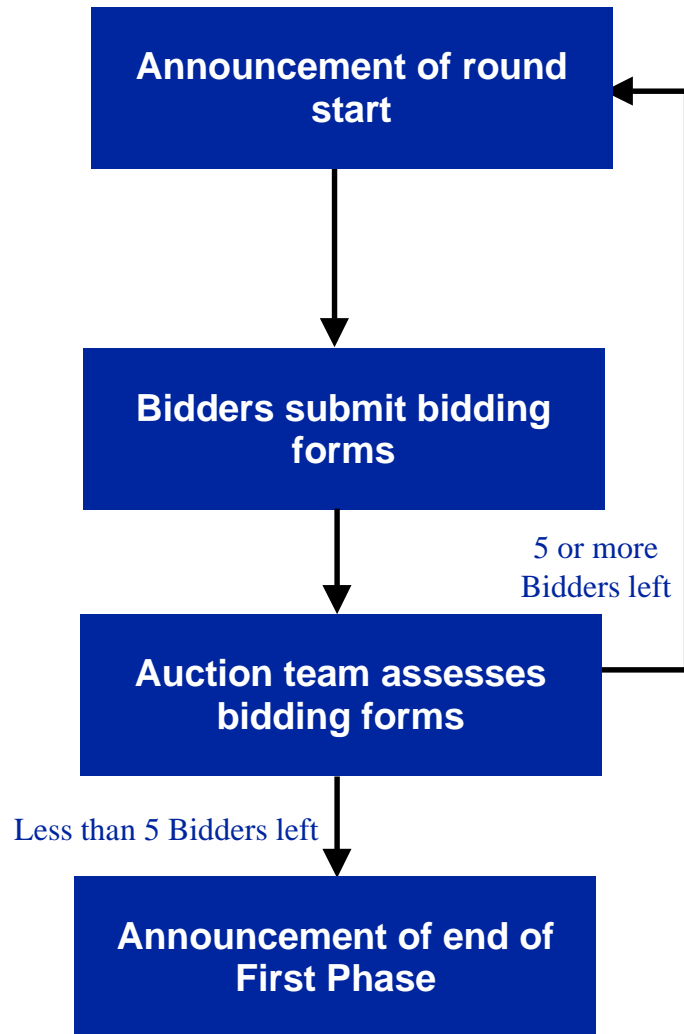 Announcement of round
start
Bidders submit bidding
forms
5 or more
Bidders left
Auction team assesses
bidding forms
Less than 5 Bidders left
Announcement of end of
First Phase